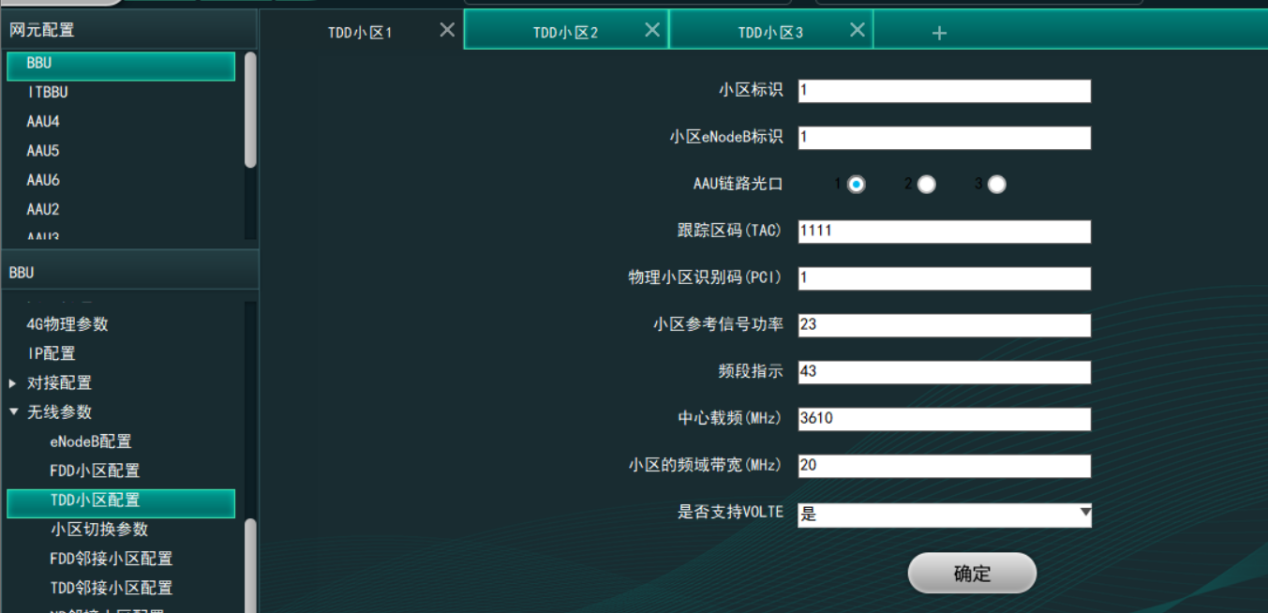 网元配置
BBU
ITBBU
AAU4
AAU5
AAU6
AAU2
AAU3
BBU
4G物理参数
IP配置
对接配置
无线参数
eNodeB配置
FDD小区配置
TDD小区配置
小区切换参数
FDD邻接小区配置
TDD邻接小区配置
TDD小区1 TDD小区2 TDD小区3 +
小区标识 1
小区eNodeB标识 1
AAU链路光口 1 2 3
跟踪区码(TAC) 1111
物理小区识别码(PCI) 1
小区参考信号功率 23
频段指示 43
中心载频(MHz) 3610
小区的频域带宽(MHz) 20
是否支持VOLTE 是
确定